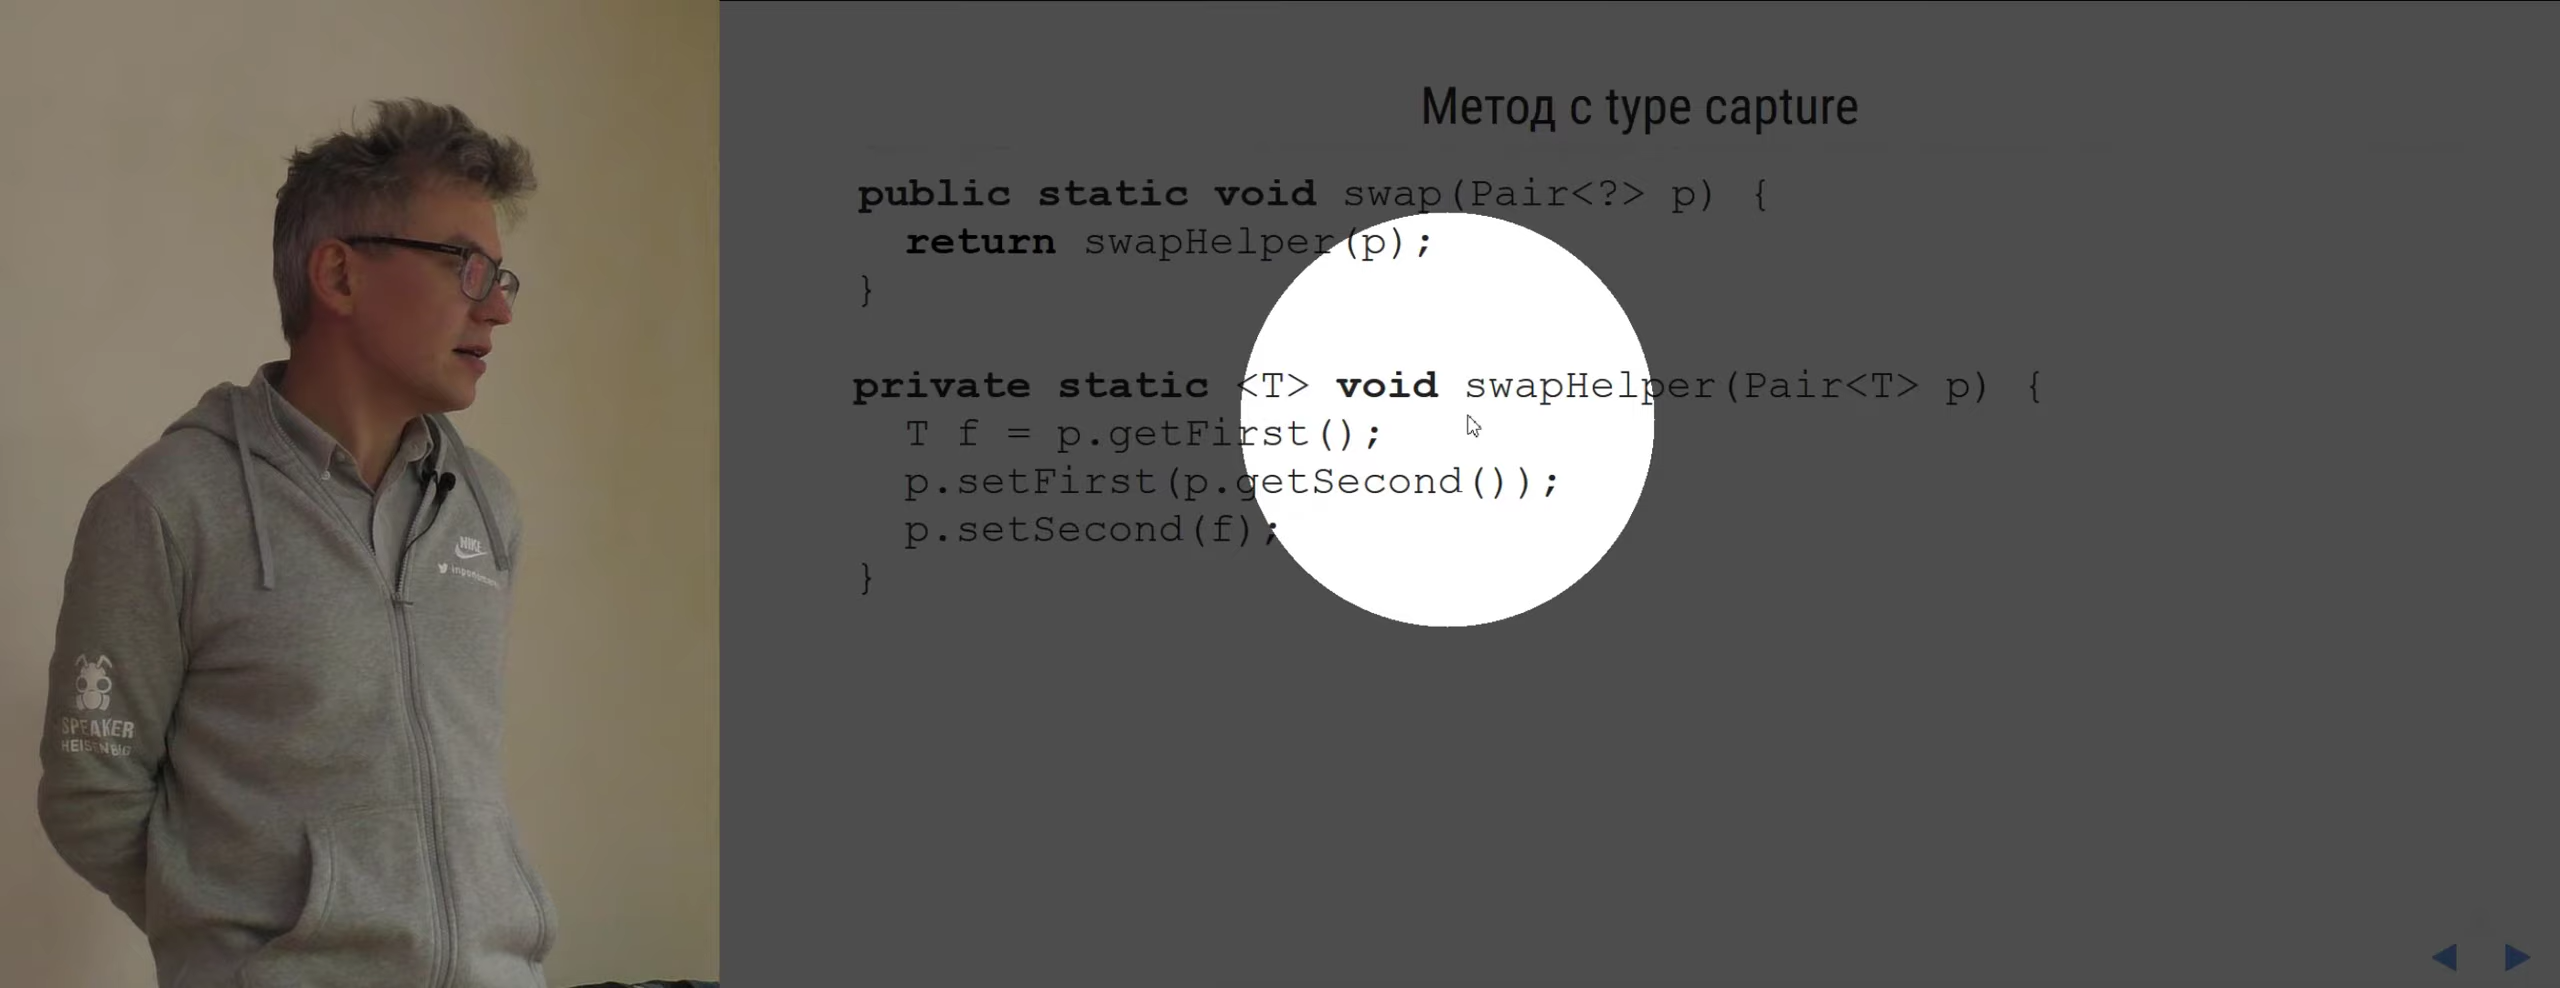 Метод с type capture
public static void swap(Pair<?> p) {
return swapHelper(p);
}
private static <T> void swapHelper(Pair<T> p) {
T f = p.getFirst();
p.setFirst(p.getSecond());
p.setSecond(f);
}
NIKE
SPEAKER
HEISENBUG